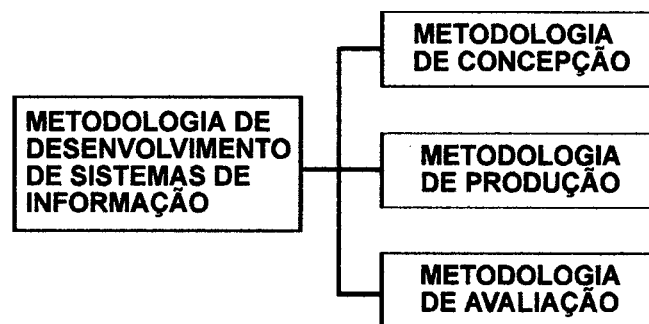 METODOLOGIA DE
DESENVOLVIMENTO
DE SISTEMAS DE
INFORMAÇÃO
METODOLOGIA
DE CONCEPÇÃO
METODOLOGIA
DE PRODUÇÃO
METODOLOGIA
DE AVALIAÇÃO